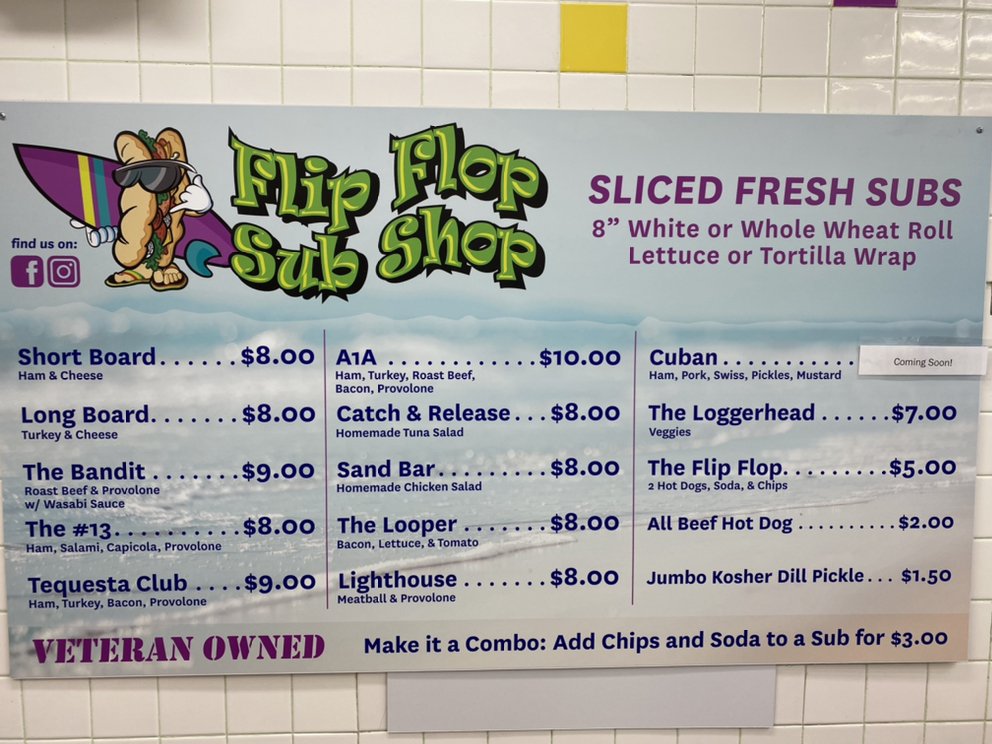 Flip Flop
Sub Shop
find us on:
SLICED FRESH SUBS
8” White or Whole Wheat Roll
Lettuce or Tortilla Wrap
Short Board......$8.00
Ham & Cheese
Long Board.......$8.00
Turkey & Cheese
The Bandit .......$9.00
Roast Beef & Provolone
w/ Wasabi Sauce
The #13..........$8.00
Ham, Salami, Capicola, Provolone
Tequesta Club ....$9.00
Ham, Turkey, Bacon, Provolone
A1A ............$10.00
Ham, Turkey, Roast Beef,
Bacon, Provolone
Catch & Release...$8.00
Homemade Tuna Salad
Sand Bar.........$8.00
Homemade Chicken Salad
The Looper .......$8.00
Bacon, Lettuce, & Tomato
Lighthouse .......$8.00
Meatball & Provolone
Cuban ........... Coming Soon!
Ham, Pork, Swiss, Pickles, Mustard
The Loggerhead ......$7.00
Veggies
The Flip Flop.........$5.00
2 Hot Dogs, Soda, & Chips
All Beef Hot Dog ..........$2.00
Jumbo Kosher Dill Pickle... $1.50
VETERAN OWNED
Make it a Combo: Add Chips and Soda to a Sub for $3.00